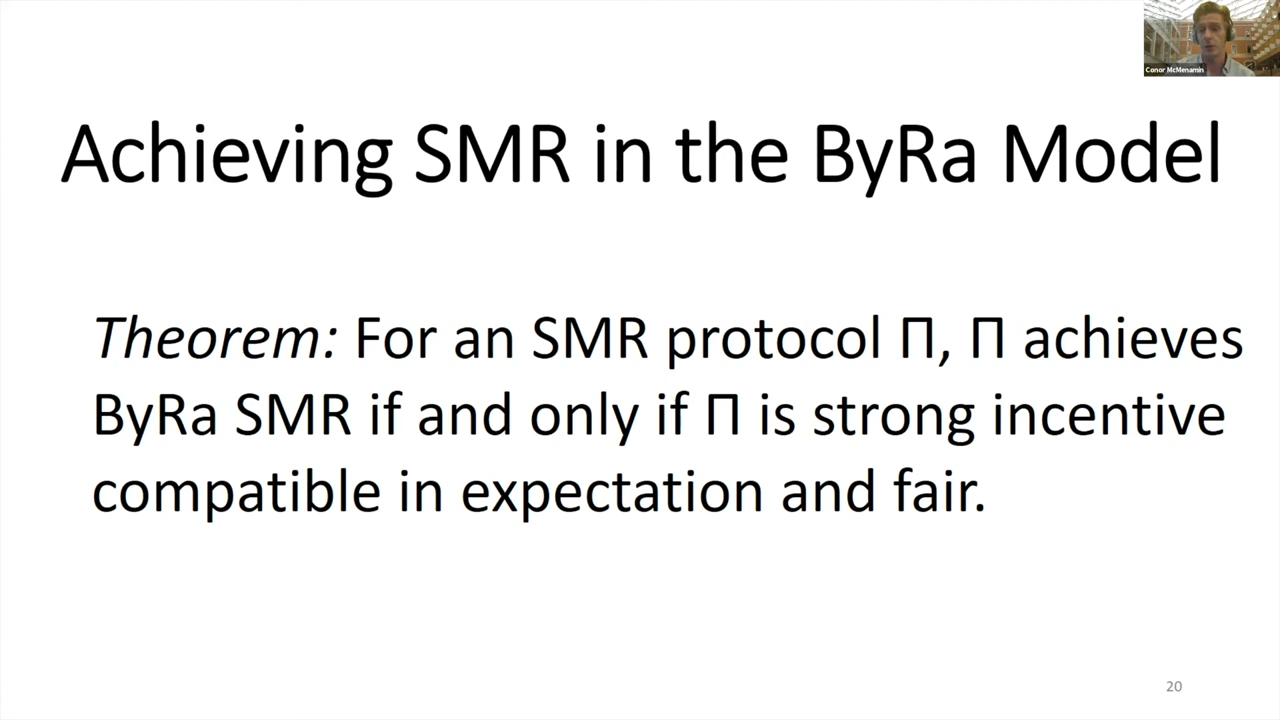 Conor McMenamin
Achieving SMR in the ByRa Model
Theorem: For an SMR protocol Π, Π achieves
ByRa SMR if and only if Π is strong incentive
compatible in expectation and fair.
20